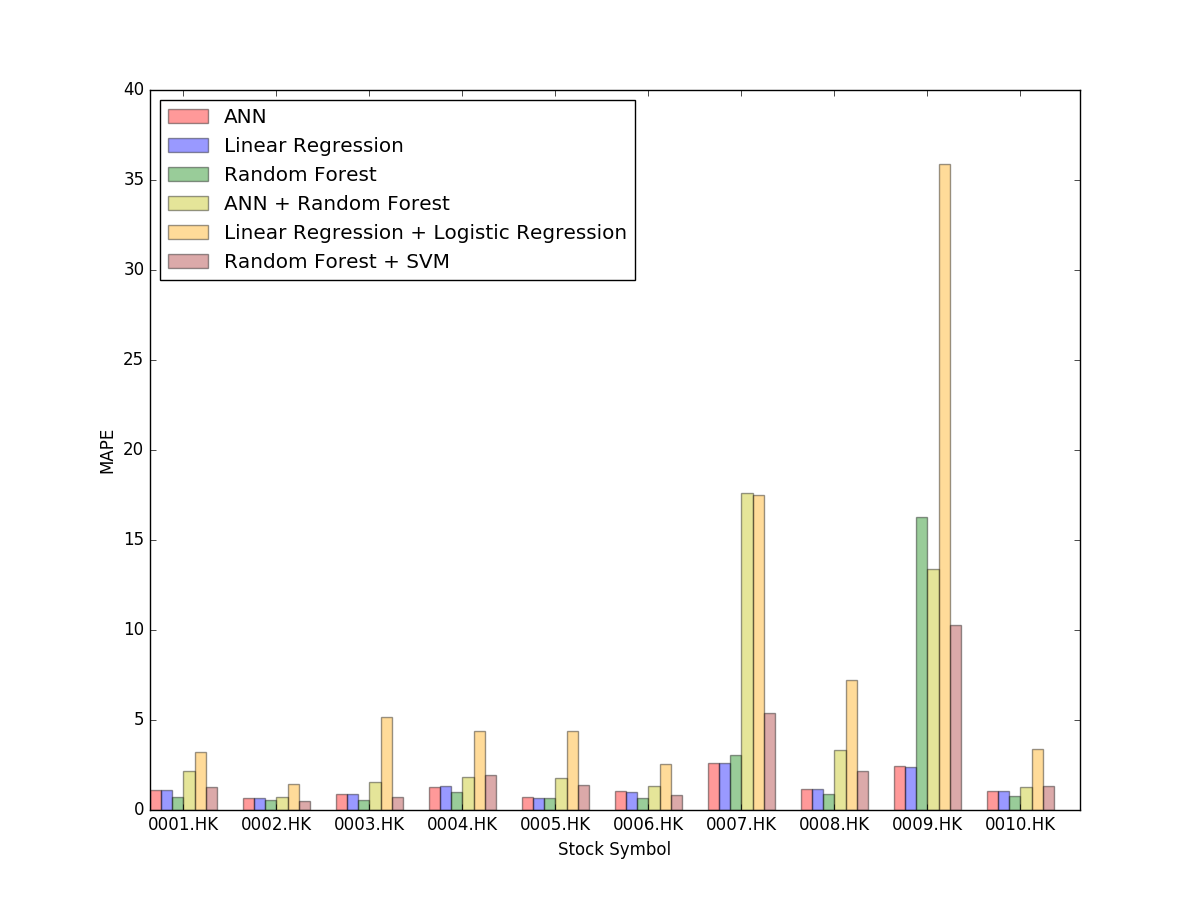 40
35
30
25
20
15
10
5
0
MAPE
ANN
Linear Regression
Random Forest
ANN + Random Forest
Linear Regression + Logistic Regression
Random Forest + SVM
0001.HK 0002.HK 0003.HK 0004.HK 0005.HK 0006.HK 0007.HK 0008.HK 0009.HK 0010.HK
Stock Symbol